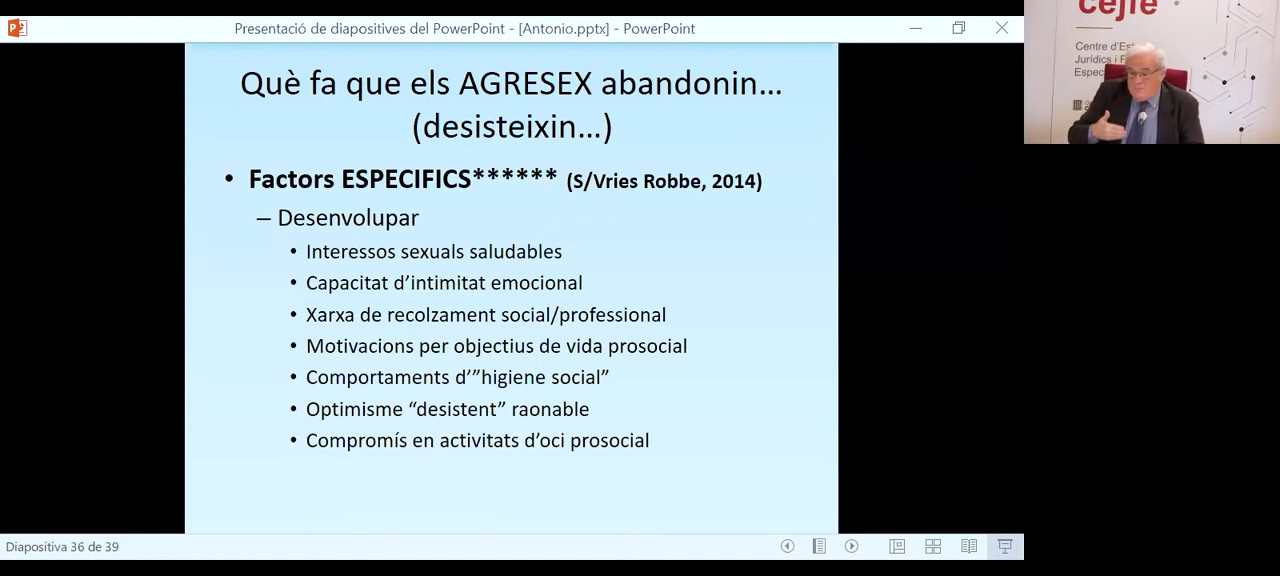 Presentació de diapositives del PowerPoint - [Antonio.pptx] - PowerPoint
Què fa que els AGRESEX abandonin...
(desisteixin...)
• Factors ESPECIFICS****** (S/Vries Robbe, 2014)
– Desenvolupar
• Interessos sexuals saludables
• Capacitat d’intimitat emocional
• Xarxa de recolzament social/professional
• Motivacions per objectius de vida prosocial
• Comportaments d’”higiene social”
• Optimisme “desistent” raonable
• Compromís en activitats d’oci prosocial
Diapositiva 36 de 39
cejfe
Centre d'Est
Jurídics i F
Espec